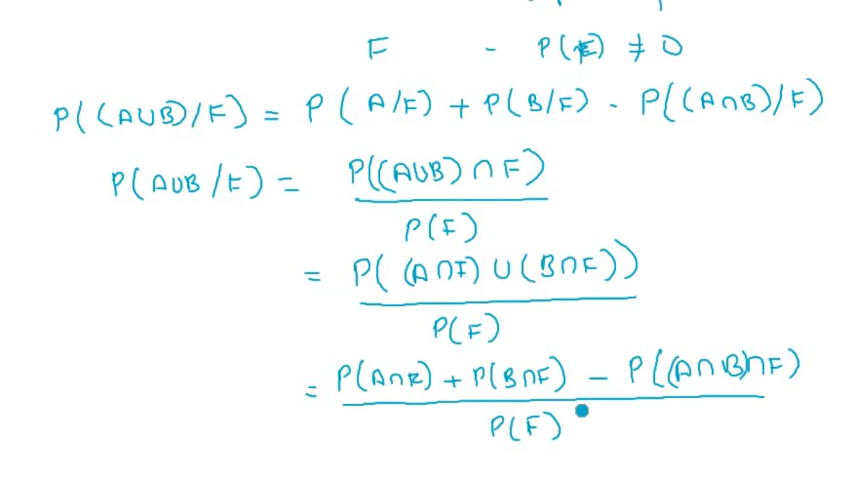 F - P(F) ≠ 0
P((A∪B)/F) = P(A/F) + P(B/F) - P((A∩B)/F)
P(A∪B/F) = P((A∪B)∩F)
P(F)
= P((A∩F)∪(B∩F))
P(F)
= P(A∩F) + P(B∩F) - P((A∩B)∩F)
P(F)